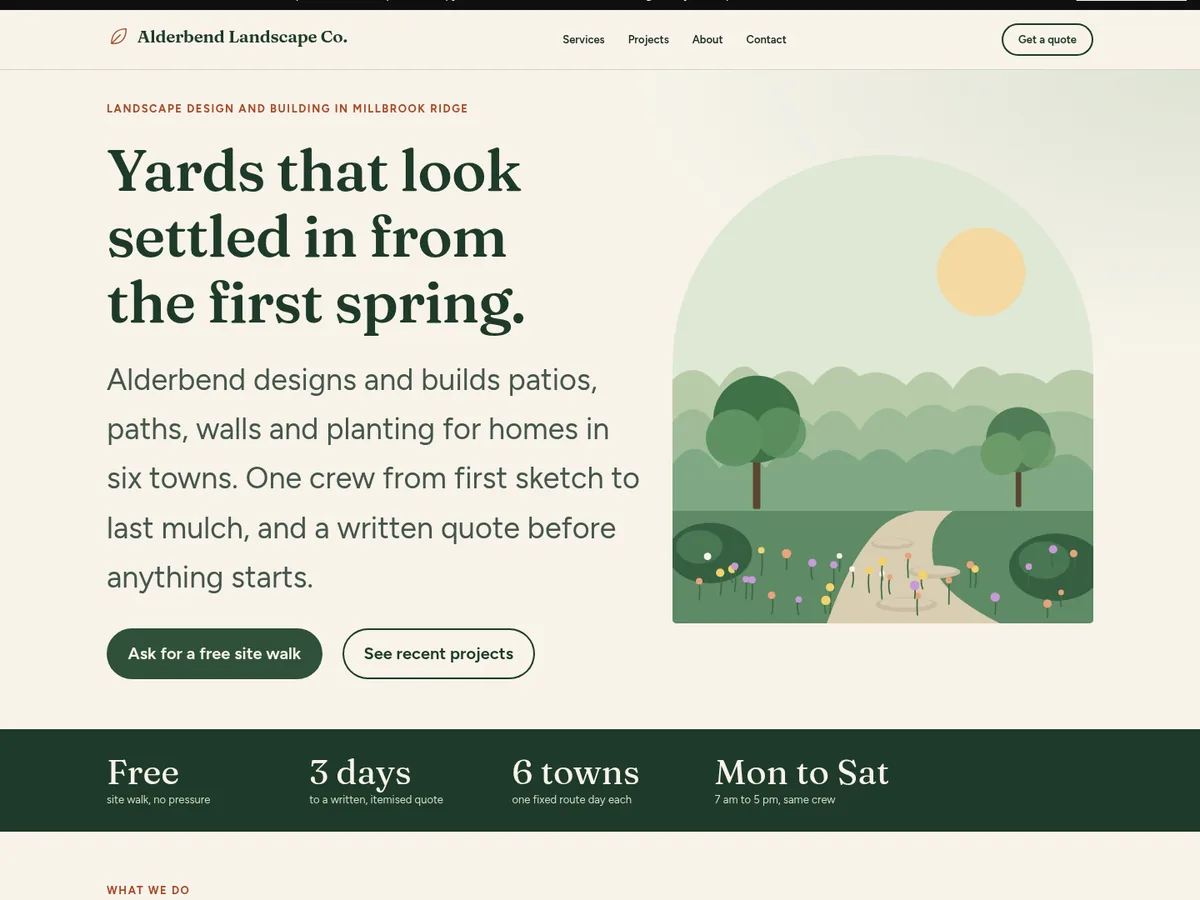 Alderbend Landscape Co.
Services Projects About Contact
Get a quote
LANDSCAPE DESIGN AND BUILDING IN MILLBROOK RIDGE
Yards that look
settled in from
the first spring.
Alderbend designs and builds patios,
paths, walls and planting for homes in
six towns. One crew from first sketch to
last mulch, and a written quote before
anything starts.
Ask for a free site walk
See recent projects
Free
site walk, no pressure
3 days
to a written, itemised quote
6 towns
one fixed route day each
Mon to Sat
7 am to 5 pm, same crew
WHAT WE DO